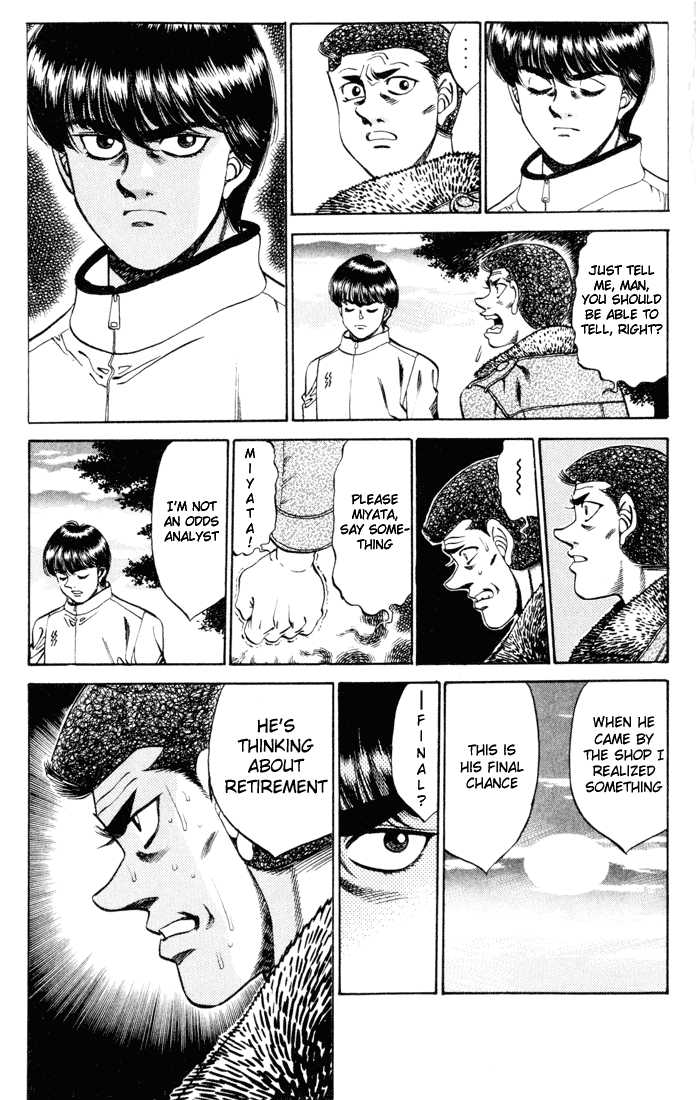 ....
JUST TELL
ME, MAN,
YOU SHOULD
BE ABLE TO
TELL, RIGHT?
PLEASE
MIYATA,
SAY SOME-
THING
MIYATA!
I'M NOT
AN ODDS
ANALYST
WHEN HE
CAME BY
THE SHOP I
REALIZED
SOMETHING
THIS IS
HIS FINAL
CHANCE
FINAL?
HE'S
THINKING
ABOUT
RETIREMENT